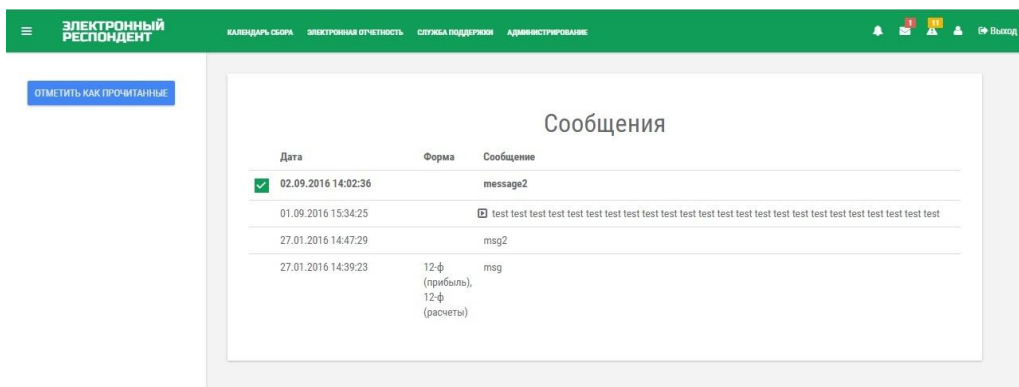 ЭЛЕКТРОННЫЙ
РЕСПОНДЕНТ
КАЛЕНДАРЬ СБОРА ЭЛЕКТРОННАЯ ОТЧЕТНОСТЬ СЛУЖБА ПОДДЕРЖКИ АДМИНИСТРИРОВАНИЕ 1 11 Выход
ОТМЕТИТЬ КАК ПРОЧИТАННЫЕ
Сообщения
Дата Форма Сообщение
02.09.2016 14:02:36 message2
01.09.2016 15:34:25 test test test test test test test test test test test test test test test test test test test test test test test test
27.01.2016 14:47:29 msg2
27.01.2016 14:39:23 12-ф msg
(прибыль),
12-ф
(расчеты)